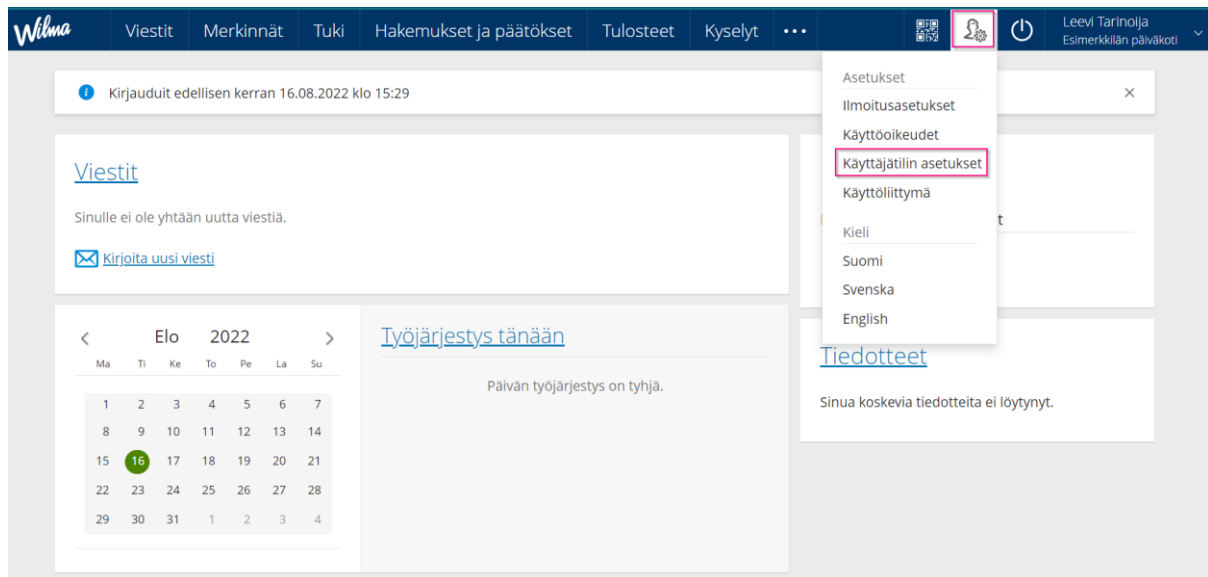 Wilma Viestit Merkinnät Tuki Hakemukset ja päätökset Tulosteet Kyselyt ••• Leevi Tarinoija
Esimerkkilän päiväkoti
Kirjauduit edellisen kerran 16.08.2022 klo 15:29
Asetukset
Ilmoitusasetukset
Käyttöoikeudet
Käyttäjätilin asetukset
Käyttöliittymä
Kieli
Suomi
Svenska
English
Viestit
Sinulle ei ole yhtään uutta viestiä.
Kirjoita uusi viesti
t
Elo 2022
Ma Ti Ke To Pe La Su
1 2 3 4 5 6 7
8 9 10 11 12 13 14
15 16 17 18 19 20 21
22 23 24 25 26 27 28
29 30 31 1 2 3 4
Työjärjestys tänään
Päivän työjärjestys on tyhjä.
Tiedotteet
Sinua koskevia tiedotteita ei löytynyt.